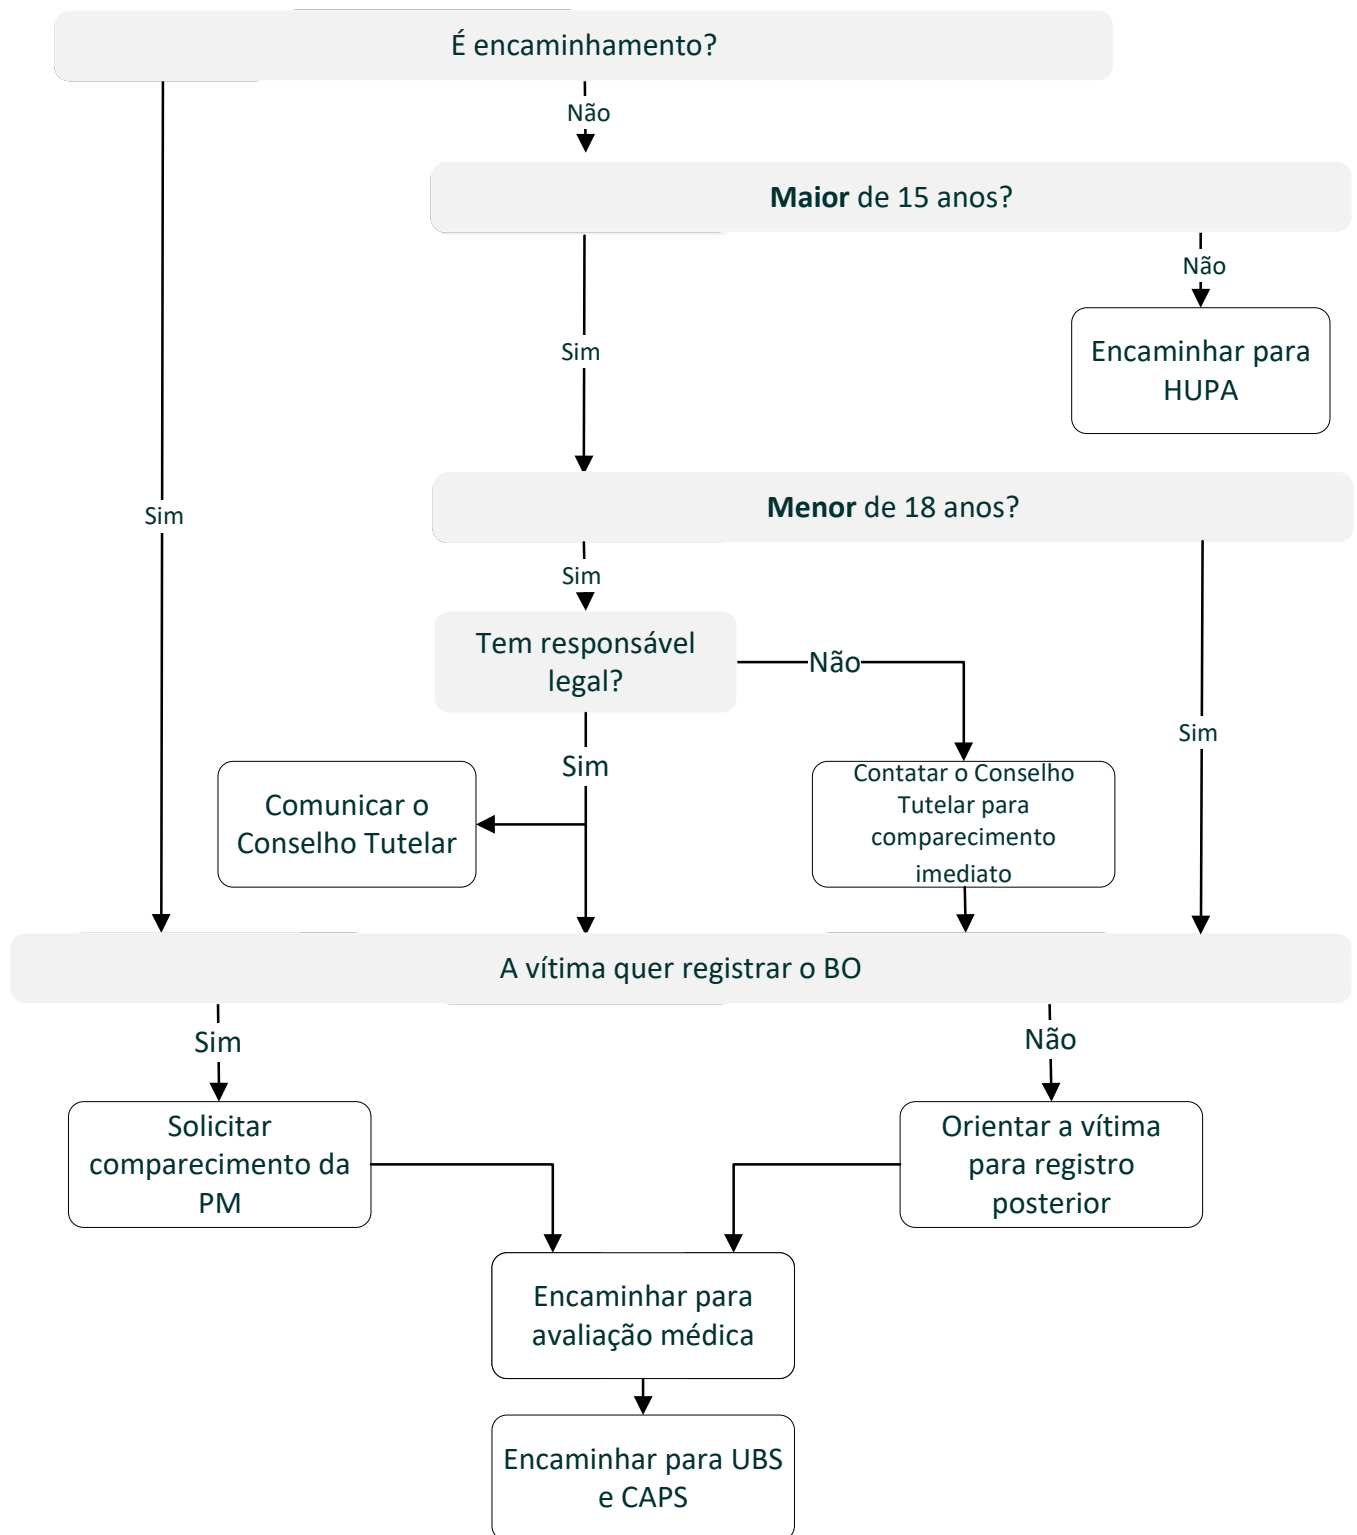 É encaminhamento?
Não
Maior de 15 anos?
Não
Sim
Encaminhar para
HUPA
Menor de 18 anos?
Sim
Sim
Tem responsável
legal?
Não
Sim
Sim
Comunicar o
Conselho Tutelar
Contatar o Conselho
Tutelar para
comparecimento
imediato
A vítima quer registrar o BO
Sim
Não
Solicitar
comparecimento da
PM
Orientar a vítima
para registro
posterior
Encaminhar para
avaliação médica
Encaminhar para UBS
e CAPS